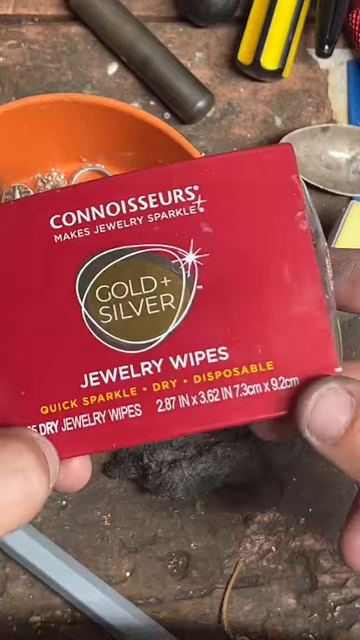 CONNOISSEURS
MAKES JEWELRY SPARKLE
GOLD +
SILVER
JEWELRY WIPES
QUICK SPARKLE • DRY • DISPOSABLE
DRY JEWELRY WIPES 2.87 IN x 3.62 IN 7.3cm x 9.2cm